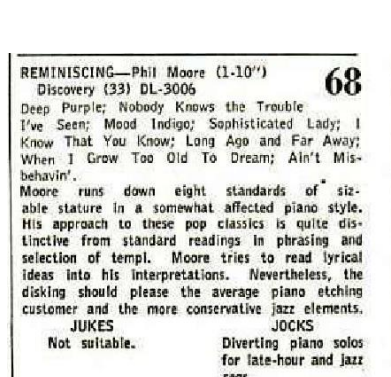 REMINISCING—Phil Moore (1-10") 68
Discovery (33) DL-3006
Deep Purple; Nobody Knows the Trouble
I've Seen; Mood Indigo; Sophisticated Lady; I
Know That You Know; Long Ago and Far Away;
When I Grow Too Old To Dream; Ain't Mis-
behavin'.
Moore runs down eight standards of siz-
able stature in a somewhat affected piano style.
His approach to these pop classics is quite dis-
tinctive from standard readings in phrasing and
selection of tempi. Moore tries to read lyrical
ideas into his interpretations. Nevertheless, the
disking should please the average piano etching
customer and the more conservative jazz elements.
JUKES
Not suitable.
JOCKS
Diverting piano solos
for late-hour and jazz